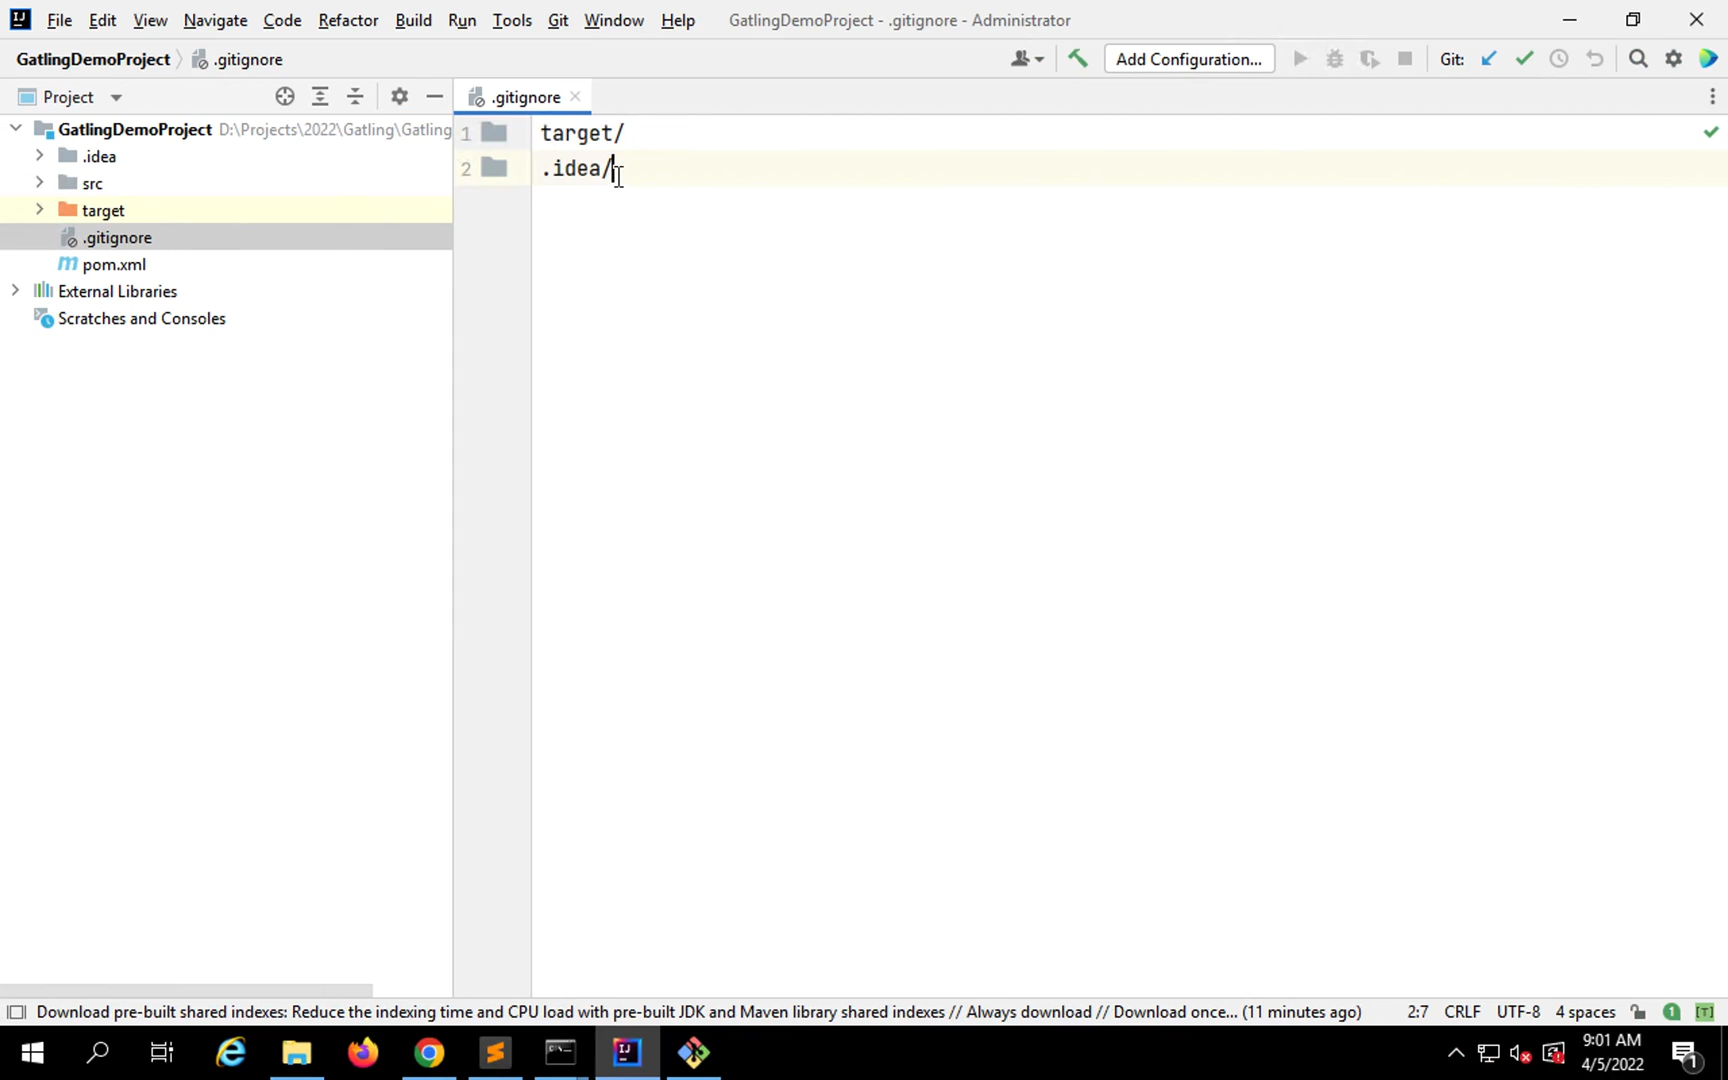 File Edit View Navigate Code Refactor Build Run Tools Git Window Help GatlingDemoProject - .gitignore - Administrator
GatlingDemoProject .gitignore Add Configuration... Git:
Project .gitignore
GatlingDemoProject D:\Projects\2022\Gatling\Gatling
.idea
src
target
.gitignore
pom.xml
External Libraries
Scratches and Consoles
1 target/
2 .idea/
Download pre-built shared indexes: Reduce the indexing time and CPU load with pre-built JDK and Maven library shared indexes // Always download // Download once... (11 minutes ago) 2:7 CRLF UTF-8 4 spaces 1 [T]
9:01 AM
4/5/2022
1